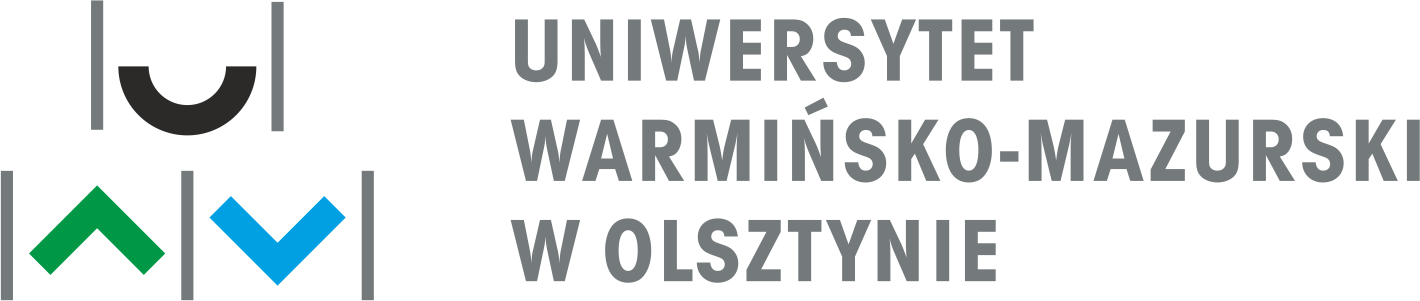 UNIWERSYTET
WARMIŃSKO-MAZURSKI
W OLSZTYNIE